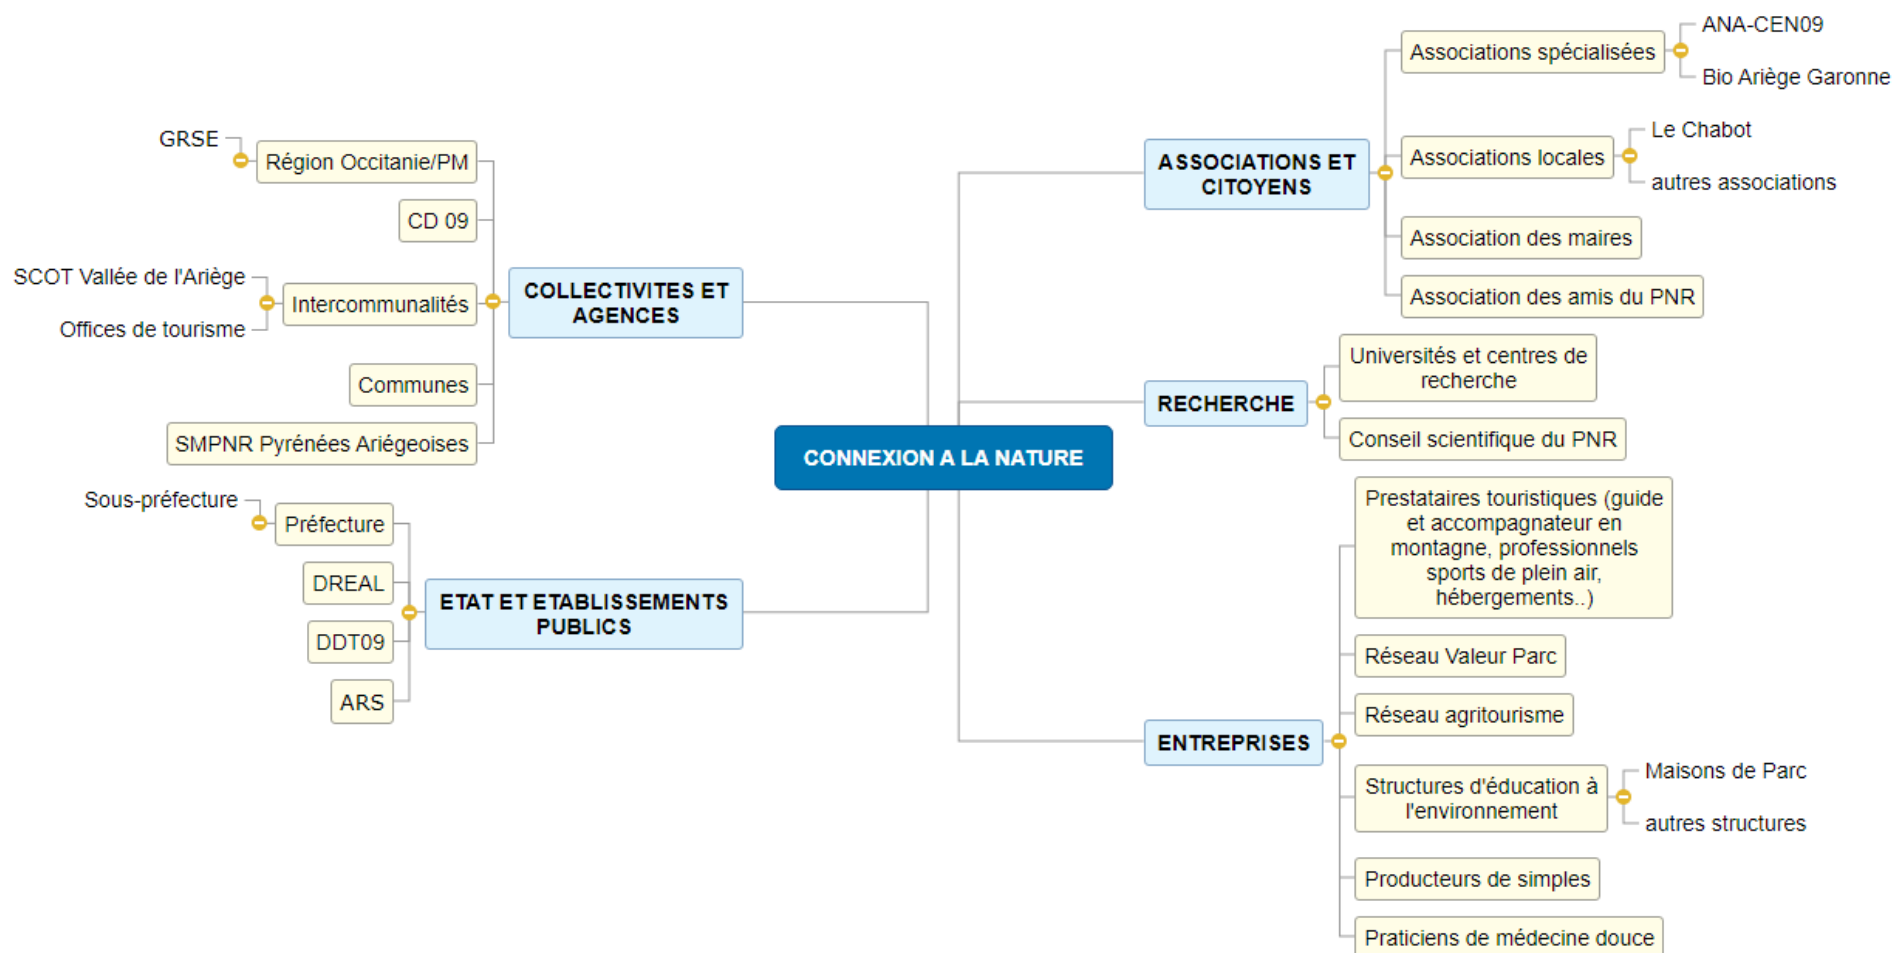 CONNEXION A LA NATURE
COLLECTIVITES ET
AGENCES
GRSE
Région Occitanie/PM
CD 09
SCOT Vallée de l'Ariège
Intercommunalités
Offices de tourisme
Communes
SMPNR Pyrénées Ariégeoises
ETAT ET ETABLISSEMENTS
PUBLICS
Sous-préfecture
Préfecture
DREAL
DDT09
ARS
ASSOCIATIONS ET
CITOYENS
Associations spécialisées
ANA-CEN09
Bio Ariège Garonne
Associations locales
Le Chabot
autres associations
Association des maires
Association des amis du PNR
RECHERCHE
Universités et centres de
recherche
Conseil scientifique du PNR
ENTREPRISES
Prestataires touristiques (guide
et accompagnateur en
montagne, professionnels
sports de plein air,
hébergements..)
Réseau Valeur Parc
Réseau agritourisme
Structures d'éducation à
l'environnement
Maisons de Parc
autres structures
Producteurs de simples
Praticiens de médecine douce